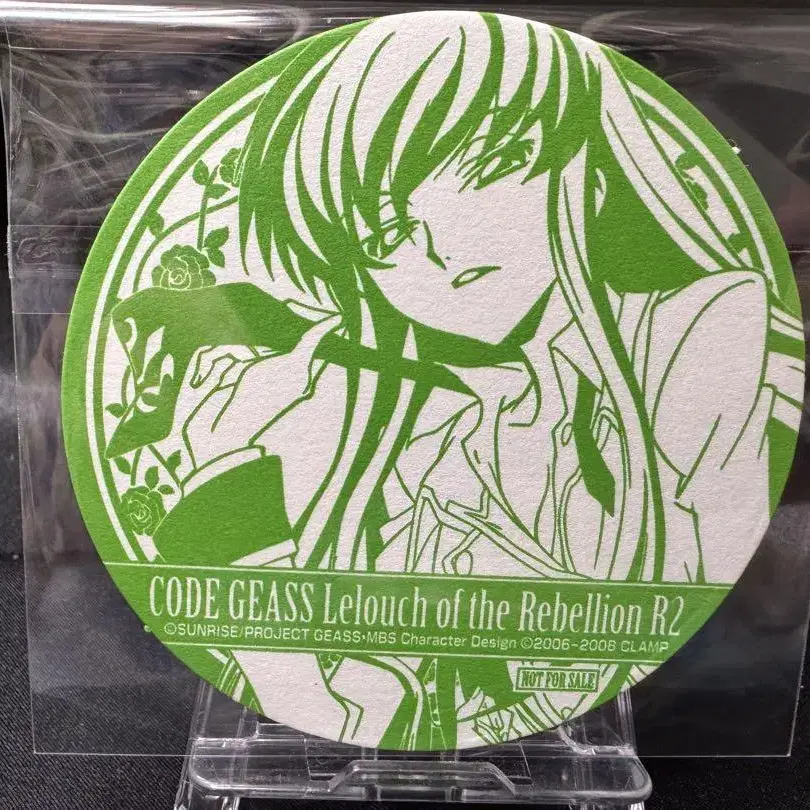 CODE GEASS Lelouch of the Rebellion R2
©SUNRISE/PROJECT GEASS•MBS Character Design ©2006-2008 CLAMP
NOT FOR SALE